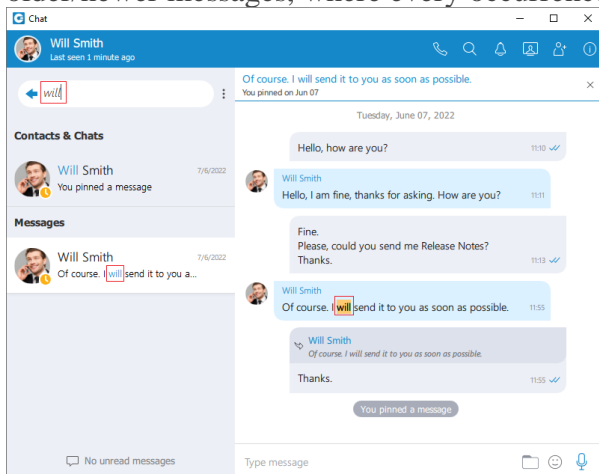 Chat
Will Smith
Last seen 1 minute ago
will
Contacts & Chats
Will Smith
7/6/2022
You pinned a message
Messages
Will Smith
7/6/2022
Of course. I will send it to you a...
No unread messages
Of course. I will send it to you as soon as possible.
You pinned on Jun 07
Tuesday, June 07, 2022
Hello, how are you?
11:10
Will Smith
Hello, I am fine, thanks for asking. How are you?
11:11
Fine.
Please, could you send me Release Notes?
Thanks.
11:13
Will Smith
Of course. I will send it to you as soon as possible.
11:55
Will Smith
Of course. I will send it to you as soon as possible.
Thanks.
11:55
You pinned a message
Type message